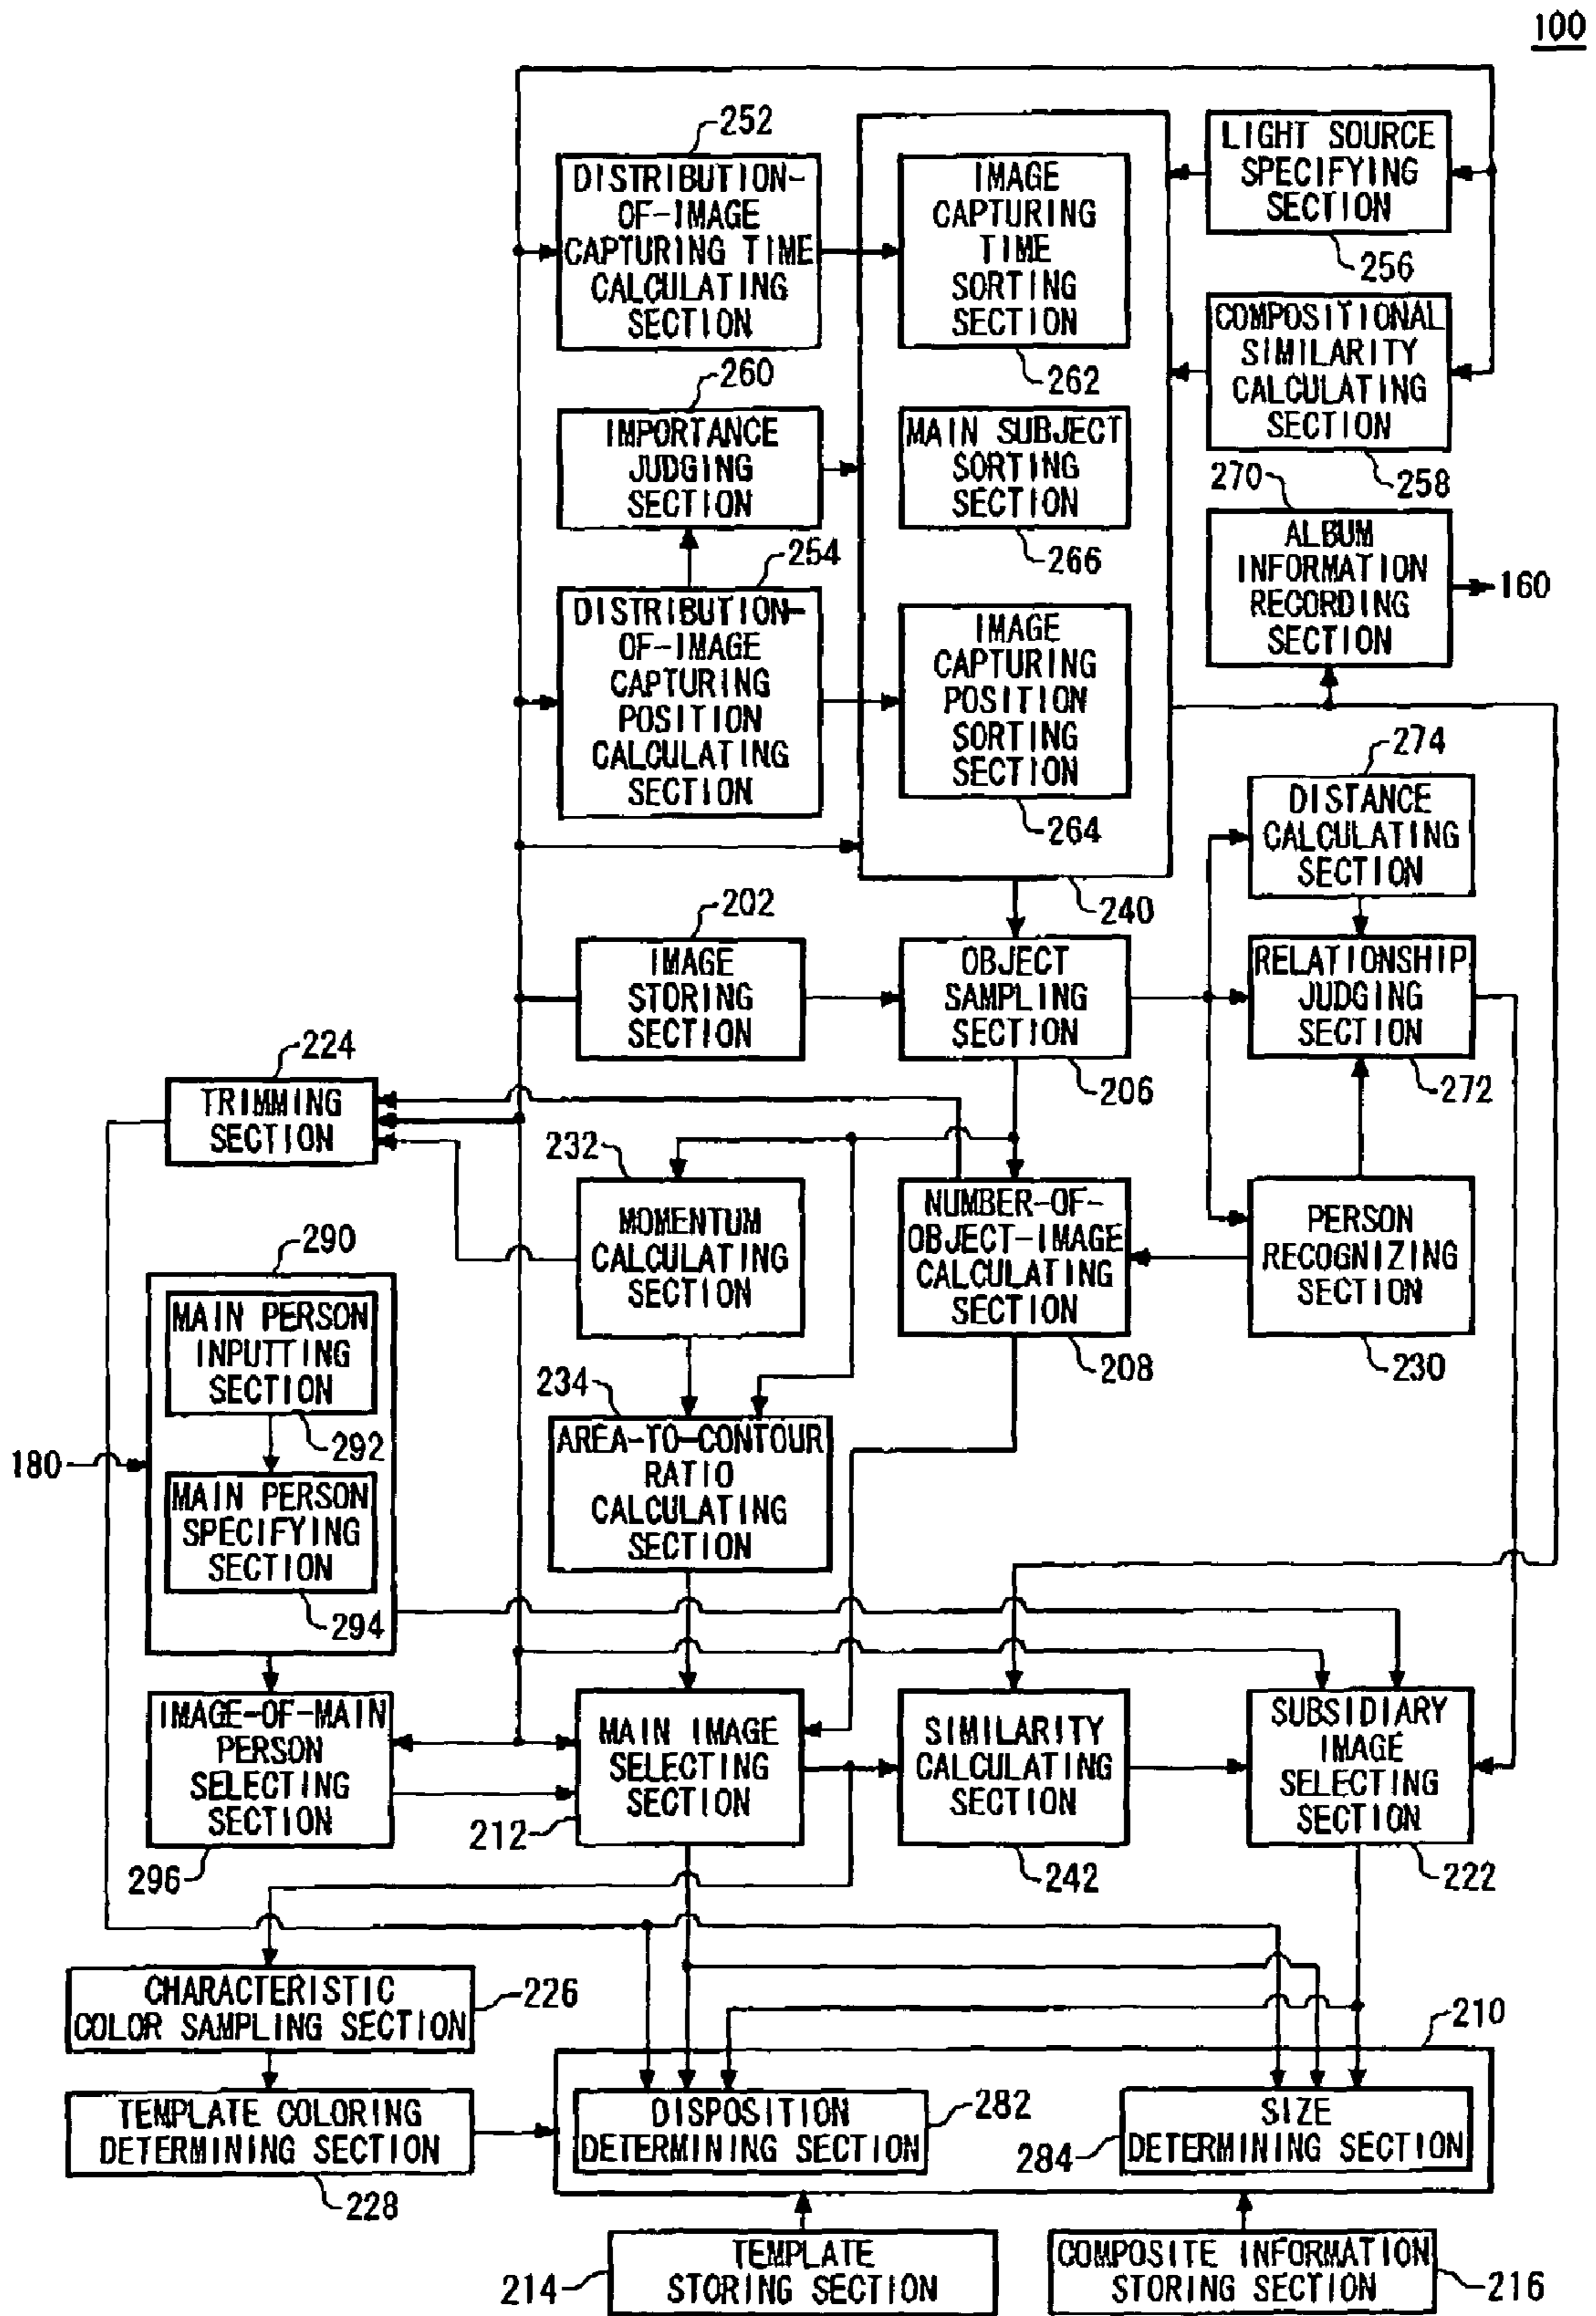 100
252
DISTRIBUTION-
OF-IMAGE
CAPTURING TIME
CALCULATING
SECTION
IMAGE
CAPTURING
TIME
SORTING
SECTION
262
LIGHT SOURCE
SPECIFYING
SECTION
256
COMPOSITIONAL
SIMILARITY
CALCULATING
SECTION
258
260
IMPORTANCE
JUDGING
SECTION
MAIN SUBJECT
SORTING
SECTION
266
270
ALBUM
INFORMATION
RECORDING
SECTION
160
254
DISTRIBUTION-
OF-IMAGE
CAPTURING
POSITION
CALCULATING
SECTION
IMAGE
CAPTURING
POSITION
SORTING
SECTION
264
240
274
DISTANCE
CALCULATING
SECTION
202
IMAGE
STORING
SECTION
OBJECT
SAMPLING
SECTION
206
RELATIONSHIP
JUDGING
SECTION
272
224
TRIMMING
SECTION
232
MOMENTUM
CALCULATING
SECTION
NUMBER-OF-
OBJECT-IMAGE
CALCULATING
SECTION
208
PERSON
RECOGNIZING
SECTION
230
290
MAIN PERSON
INPUTTING
SECTION
292
180
MAIN PERSON
SPECIFYING
SECTION
294
234
AREA-TO-CONTOUR
RATIO
CALCULATING
SECTION
IMAGE-OF-MAIN
PERSON
SELECTING
SECTION
296
MAIN IMAGE
SELECTING
SECTION
212
SIMILARITY
CALCULATING
SECTION
242
SUBSIDIARY
IMAGE
SELECTING
SECTION
222
CHARACTERISTIC
COLOR SAMPLING SECTION
226
210
TEMPLATE COLORING
DETERMINING SECTION
228
DISPOSITION
DETERMINING SECTION
282
SIZE
DETERMINING SECTION
284
TEMPLATE
STORING SECTION
214
COMPOSITE INFORMATION
STORING SECTION
216